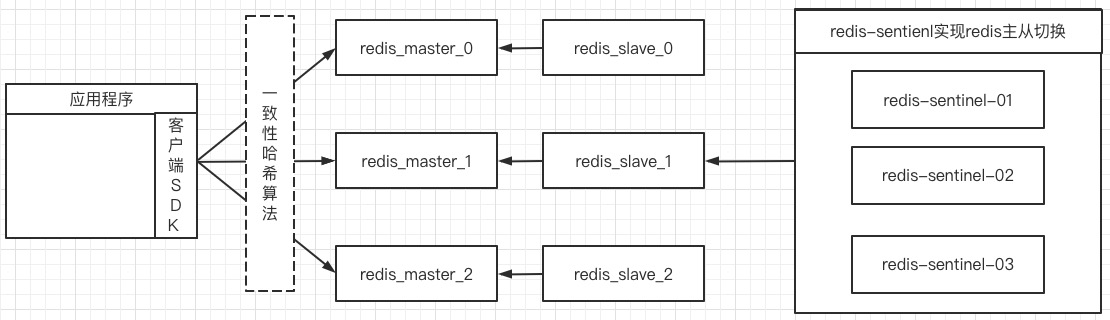 应用程序
客户端SDK
一致性哈希算法
redis_master_0
redis_slave_0
redis_master_1
redis_slave_1
redis_master_2
redis_slave_2
redis-sentienl实现redis主从切换
redis-sentinel-01
redis-sentinel-02
redis-sentinel-03